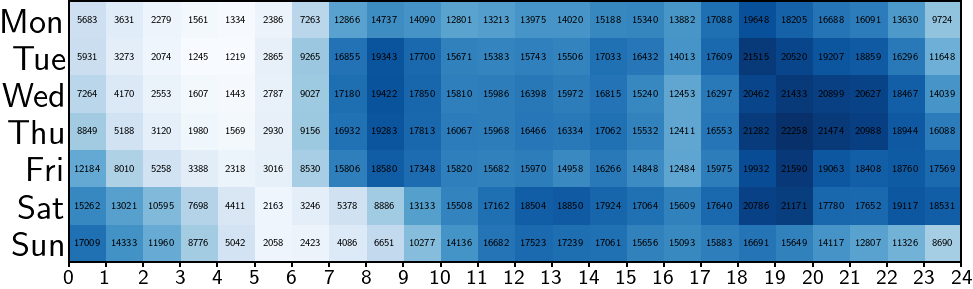 Mon 5683 3631 2279 1561 1334 2386 7263 12866 14737 14090 12801 13213 13975 14020 15188 15340 13882 17088 19648 18205 16688 16091 13630 9724
Tue 5931 3273 2074 1245 1219 2865 9265 16855 19343 17700 15671 15383 15743 15506 17033 16432 14013 17609 21515 20520 19207 18859 16296 11648
Wed 7264 4170 2553 1607 1443 2787 9027 17180 19422 17850 15810 15986 16398 15972 16815 15240 12453 16297 20462 21433 20899 20627 18467 14039
Thu 8849 5188 3120 1980 1569 2930 9156 16932 19283 17813 16067 15968 16466 16334 17062 15532 12411 16553 21282 22258 21474 20988 18944 16088
Fri 12184 8010 5258 3388 2318 3016 8530 15806 18580 17348 15820 15682 15970 14958 16266 14848 12484 15975 19932 21590 19063 18408 18760 17569
Sat 15262 13021 10595 7698 4411 2163 3246 5378 8886 13133 15508 17162 18504 18850 17924 17064 15609 17640 20786 21171 17780 17652 19117 18531
Sun 17009 14333 11960 8776 5042 2058 2423 4086 6651 10277 14136 16682 17523 17239 17061 15656 15093 15883 16691 15649 14117 12807 11326 8690
0 1 2 3 4 5 6 7 8 9 10 11 12 13 14 15 16 17 18 19 20 21 22 23 24